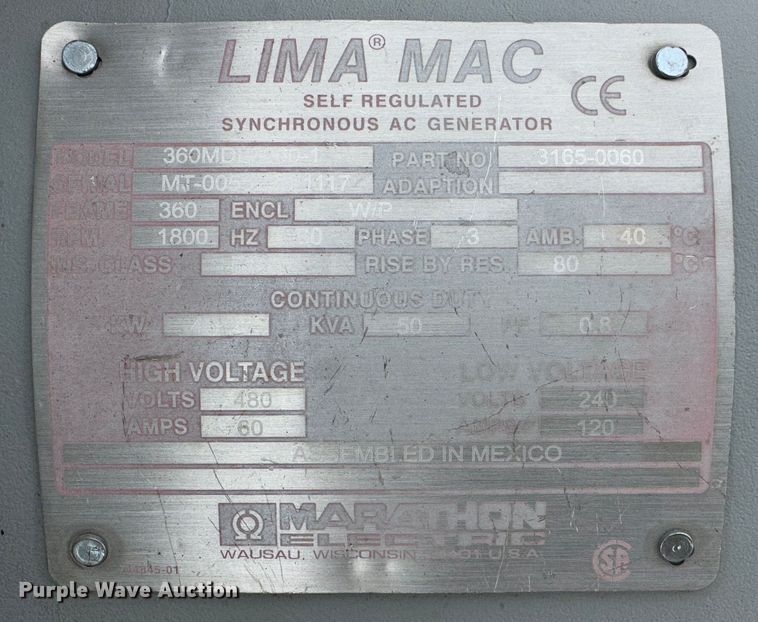 LIMA® MAC
SELF REGULATED
SYNCHRONOUS AC GENERATOR
CE
MODEL PART NO 3165-0060
SERIAL ADAPTION
FRAME 360 ENCL W/P
RPM 1800 HZ PHASE 3 AMB. 40 °C
INS. CLASS RISE BY RES. 80 °C
CONTINUOUS DUTY
KW KVA 50 PF 0.8
HIGH VOLTAGE LOW VOLTAGE
VOLTS 480 VOLTS 240
AMPS 60 AMPS 120
ASSEMBLED IN MEXICO
MARATHON
ELECTRIC
WAUSAU, WISCONSIN U.S.A
Purple Wave Auction